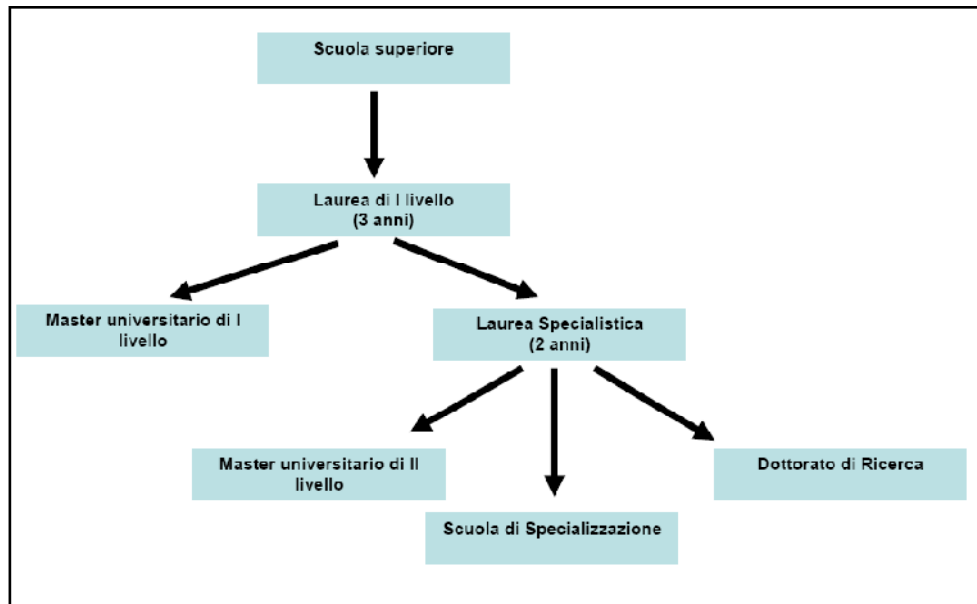 Scuola superiore
Laurea di I livello
(3 anni)
Master universitario di I
livello
Laurea Specialistica
(2 anni)
Master universitario di II
livello
Dottorato di Ricerca
Scuola di Specializzazione